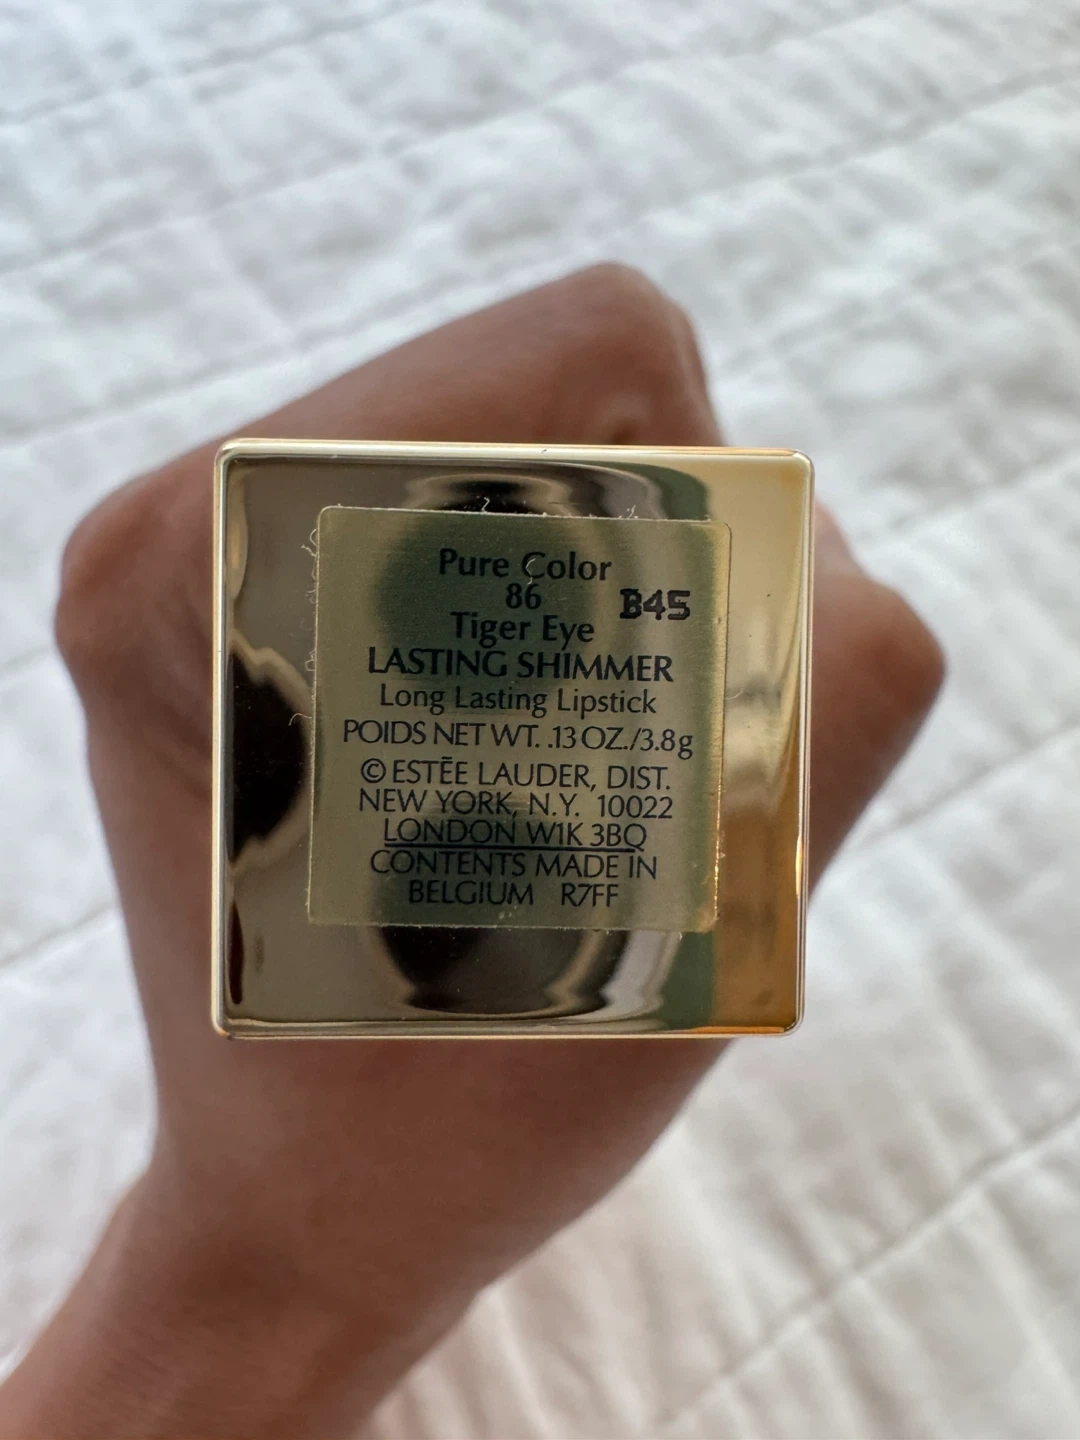 Pure Color
86
B45
Tiger Eye
LASTING SHIMMER
Long Lasting Lipstick
POIDS NET WT. .13 OZ./3.8g
© ESTĒE LAUDER, DIST.
NEW YORK, N.Y. 10022
LONDON W1K 3BQ
CONTENTS MADE IN
BELGIUM R7FF